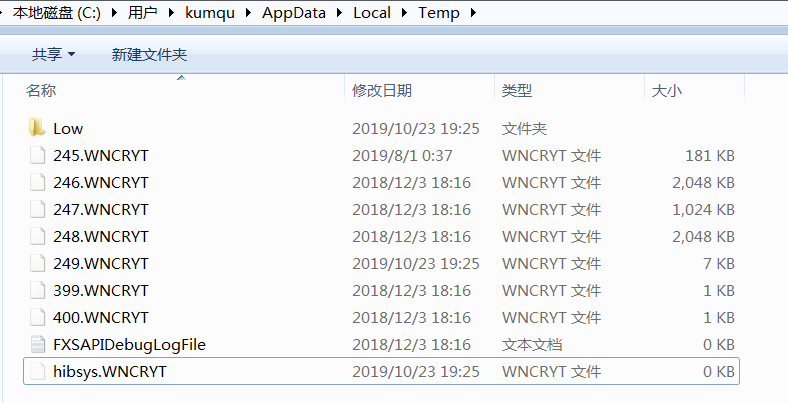 本地磁盘 (C:) 用户 kumqu AppData Local Temp
共享 新建文件夹
名称 修改日期 类型 大小
Low 2019/10/23 19:25 文件夹
245.WNCRYT 2019/8/1 0:37 WNCRYT 文件 181 KB
246.WNCRYT 2018/12/3 18:16 WNCRYT 文件 2,048 KB
247.WNCRYT 2018/12/3 18:16 WNCRYT 文件 1,024 KB
248.WNCRYT 2018/12/3 18:16 WNCRYT 文件 2,048 KB
249.WNCRYT 2019/10/23 19:25 WNCRYT 文件 7 KB
399.WNCRYT 2018/12/3 18:16 WNCRYT 文件 1 KB
400.WNCRYT 2018/12/3 18:16 WNCRYT 文件 1 KB
FXSAPIDebugLogFile 2018/12/3 18:16 文本文档 0 KB
hibsys.WNCRYT 2019/10/23 19:25 WNCRYT 文件 0 KB